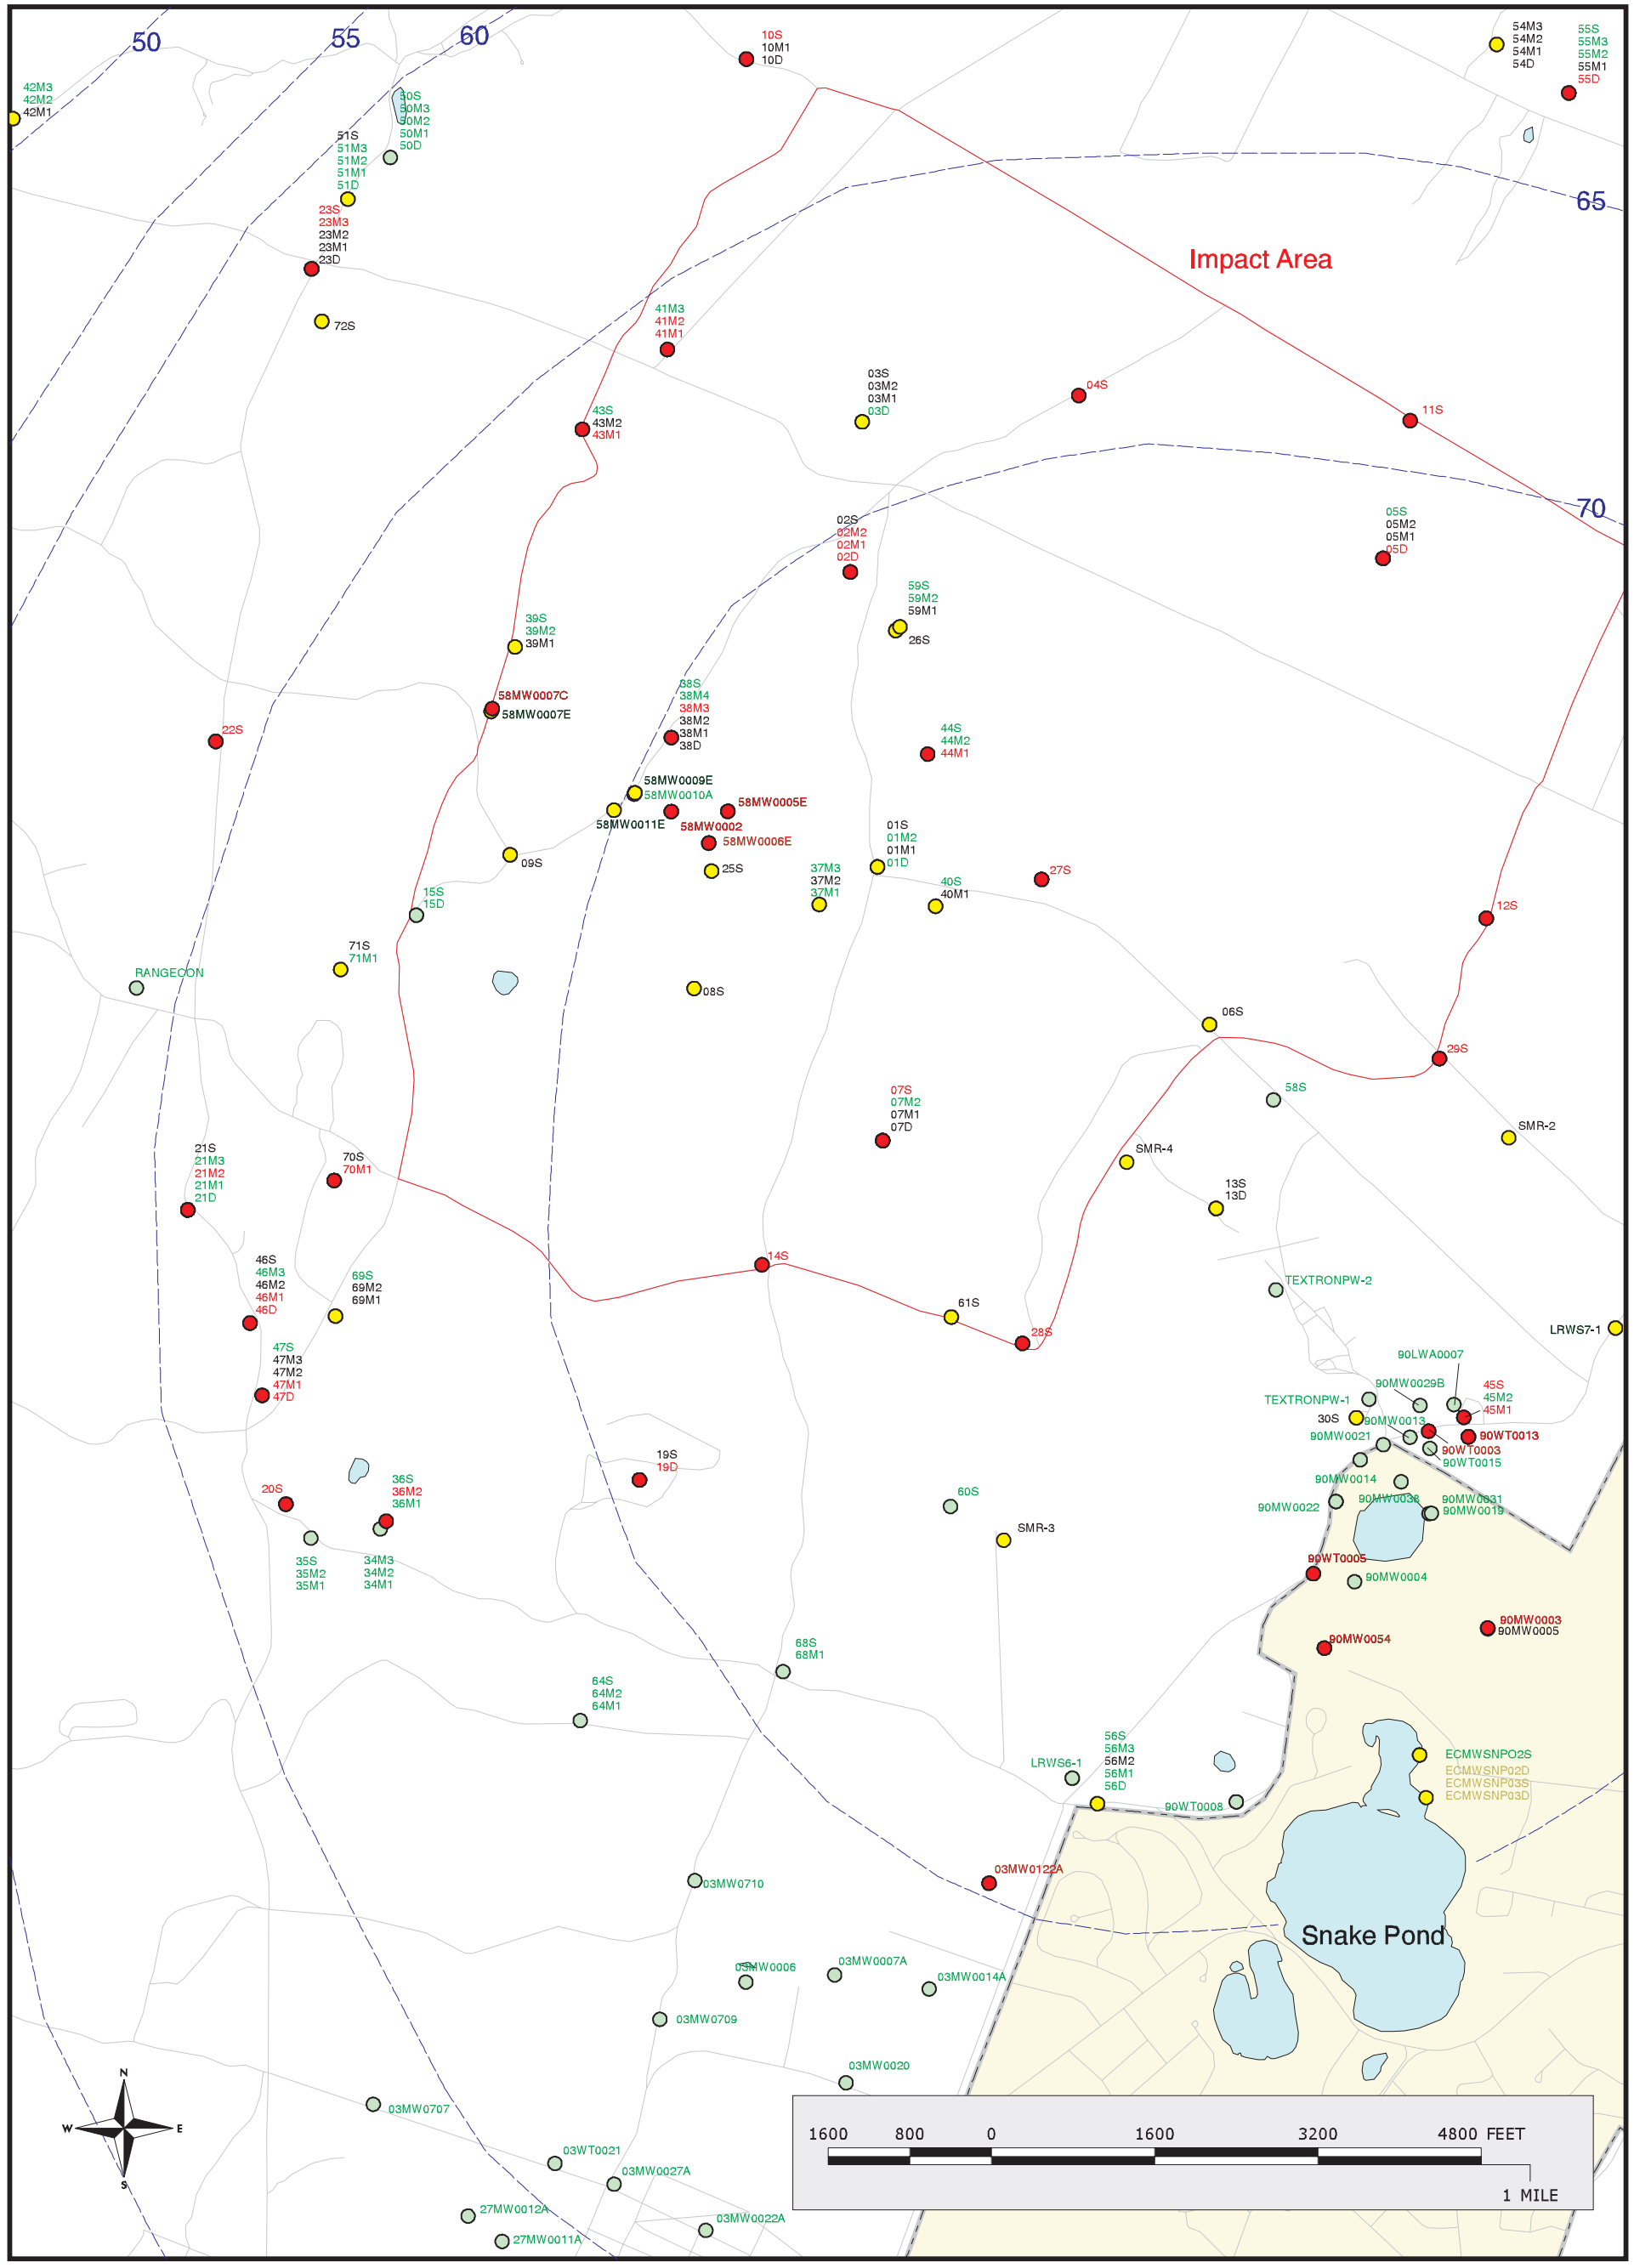 50
55
60
10S
10M1
10D
54M3
54M2
54M1
54D
55S
55M3
55M2
55M1
55D
42M3
42M2
42M1
50S
50M3
50M2
50M1
50D
51S
51M3
51M2
51M1
51D
65
23S
23M3
23M2
23M1
23D
72S
Impact Area
41M3
41M2
41M1
03S
03M2
03M1
03D
04S
11S
43S
43M2
43M1
70
02S
02M2
02M1
02D
05S
05M2
05M1
05D
59S
59M2
59M1
26S
39S
39M2
39M1
58MW0007C
58MW0007E
38S
38M4
38M3
38M2
38M1
38D
22S
44S
44M2
44M1
58MW0009E
58MW0010A
58MW0011E
58MW0005E
58MW0002
58MW0006E
09S
25S
01S
01M2
01M1
01D
37M3
37M2
37M1
40S
40M1
27S
15S
15D
12S
71S
71M1
RANGECON
08S
06S
29S
58S
07S
07M2
07M1
07D
SMR-2
SMR-4
21S
21M3
21M2
21M1
21D
70S
70M1
13S
13D
14S
46S
46M3
46M2
46M1
46D
69S
69M2
69M1
TEXTRONPW-2
61S
28S
LRWS7-1
47S
47M3
47M2
47M1
47D
90LWA0007
90MW0029B
45S
45M2
45M1
TEXTRONPW-1
30S
90MW0013
90MW0021
90WT0013
90WT0003
90WT0015
19S
19D
20S
36S
36M2
36M1
90MW0014
90MW0022
90MW0038
90MW0031
90MW0019
60S
SMR-3
35S
35M2
35M1
34M3
34M2
34M1
90WT0005
90MW0004
90MW0003
90MW0005
90MW0054
68S
68M1
64S
64M2
64M1
56S
56M3
56M2
56M1
56D
LRWS6-1
90WT0008
ECMWSNPO2S
ECMWSNP02D
ECMWSNP03S
ECMWSNP03D
03MW0122A
03MW0710
Snake Pond
03MW0006
03MW0007A
03MW0014A
03MW0709
03MW0020
03MW0707
N
W
E
S
03WT0021
03MW0027A
27MW0012A
27MW0011A
03MW0022A
1600 800 0 1600 3200 4800 FEET
1 MILE